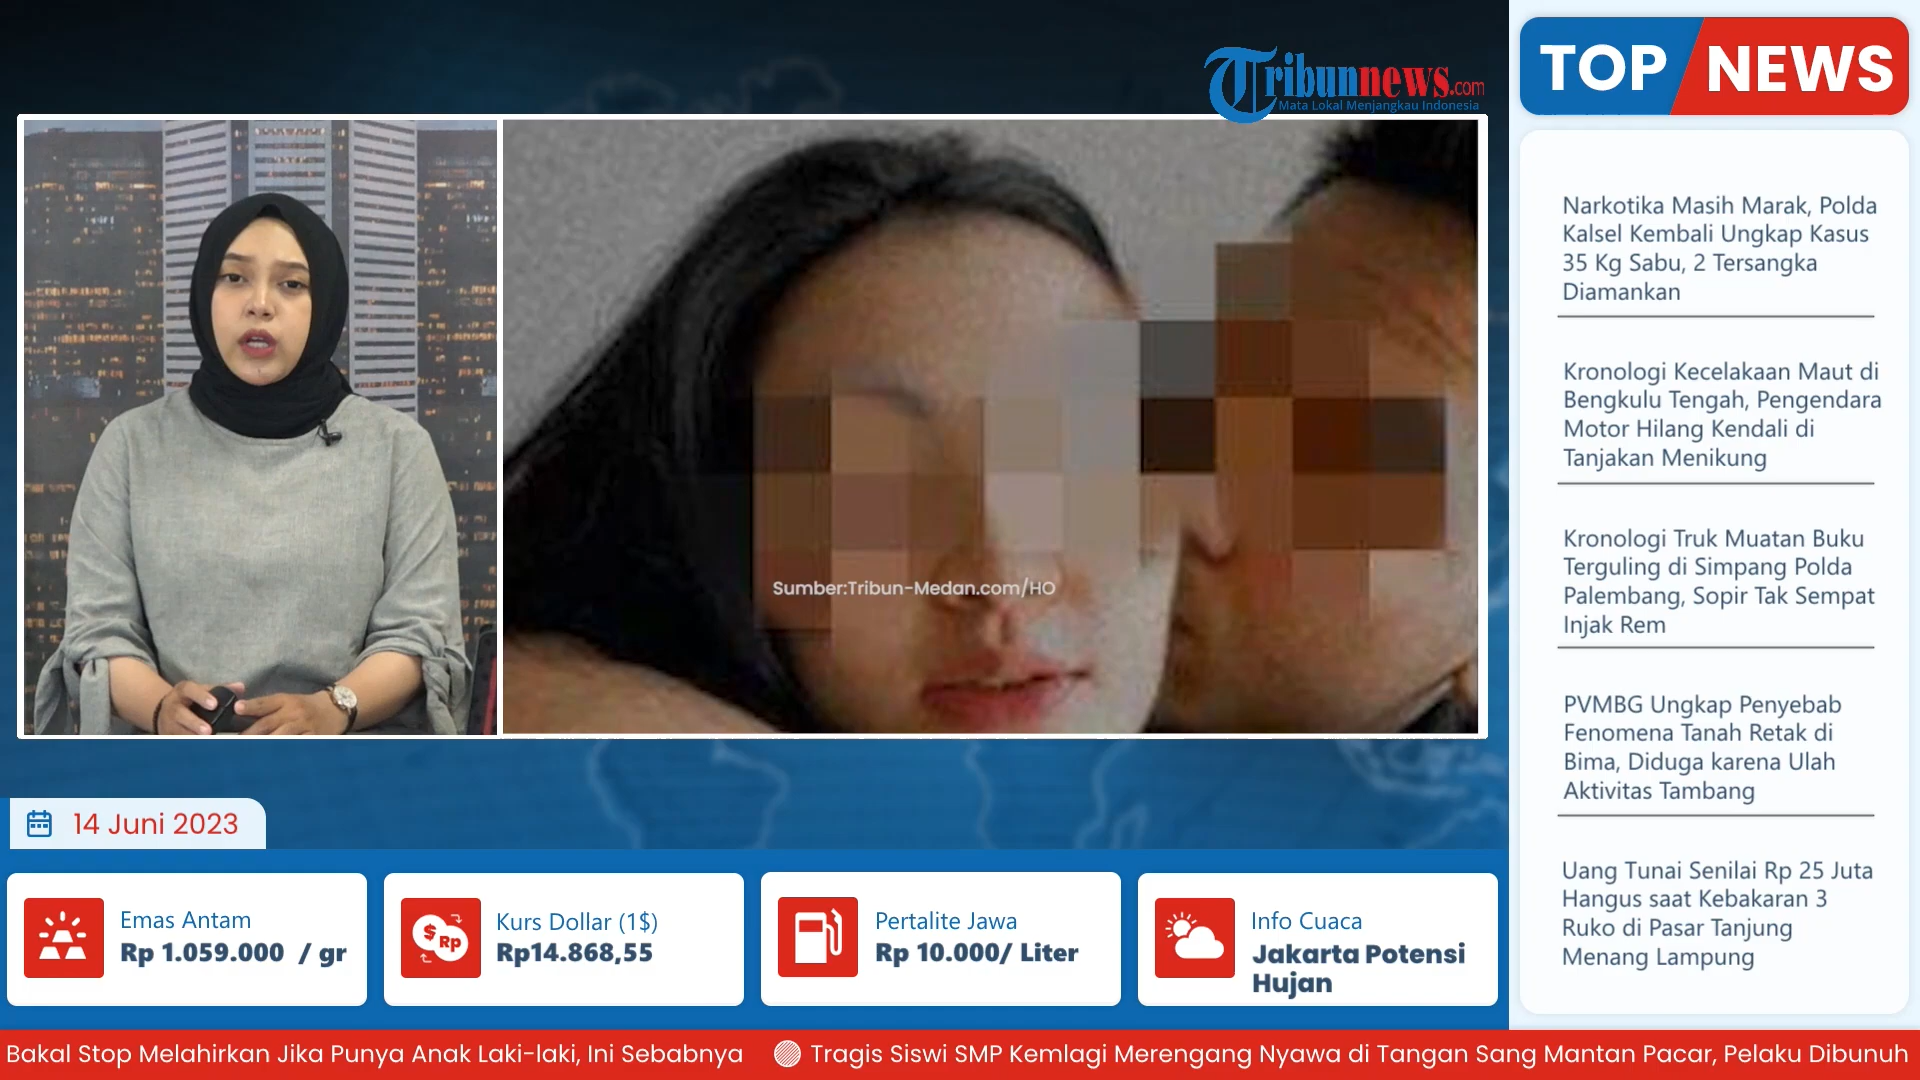 Tribunnews.com
Mata Lokal Menjangkau Indonesia
TOP NEWS
Narkotika Masih Marak, Polda
Kalsel Kembali Ungkap Kasus
35 Kg Sabu, 2 Tersangka
Diamankan
Kronologi Kecelakaan Maut di
Bengkulu Tengah, Pengendara
Motor Hilang Kendali di
Tanjakan Menikung
Kronologi Truk Muatan Buku
Terguling di Simpang Polda
Palembang, Sopir Tak Sempat
Injak Rem
PVMBG Ungkap Penyebab
Fenomena Tanah Retak di
Bima, Diduga karena Ulah
Aktivitas Tambang
Uang Tunai Senilai Rp 25 Juta
Hangus saat Kebakaran 3
Ruko di Pasar Tanjung
Menang Lampung
Sumber:Tribun-Medan.com/HO
14 Juni 2023
Emas Antam
Rp 1.059.000 / gr
$ Rp
Kurs Dollar (1$)
Rp14.868,55
Pertalite Jawa
Rp 10.000/ Liter
Info Cuaca
Jakarta Potensi
Hujan
Bakal Stop Melahirkan Jika Punya Anak Laki-laki, Ini Sebabnya
Tragis Siswi SMP Kemlagi Merengang Nyawa di Tangan Sang Mantan Pacar, Pelaku Dibunuh